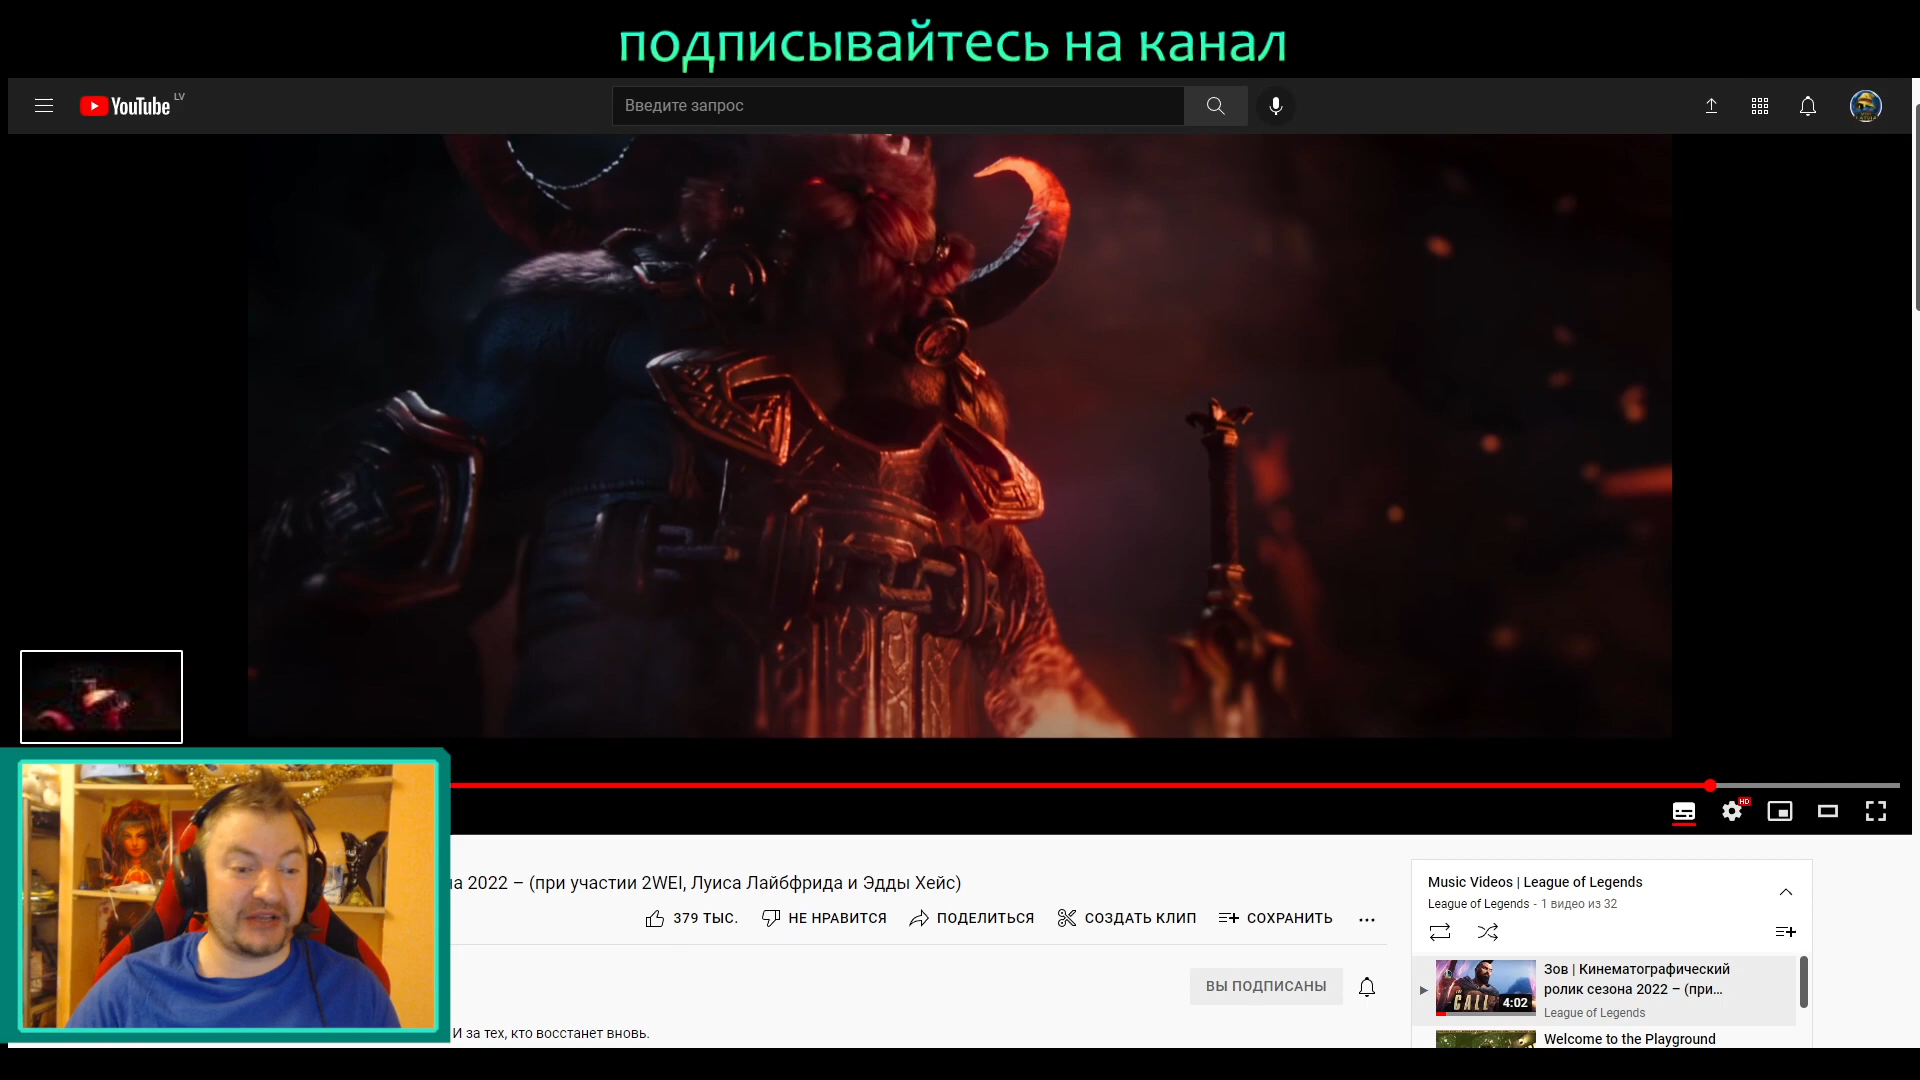 подписывайтесь на канал
YouTube LV
Введите запрос
HD
а 2022 – (при участии 2WEI, Луиса Лайбфрида и Эдды Хейс)
379 ТЫС.
НЕ НРАВИТСЯ
ПОДЕЛИТЬСЯ
СОЗДАТЬ КЛИП
СОХРАНИТЬ
ВЫ ПОДПИСАНЫ
И за тех, кто восстанет вновь.
Music Videos | League of Legends
League of Legends - 1 видео из 32
CALL
4:02
Зов | Кинематографический
ролик сезона 2022 – (при...
League of Legends
Welcome to the Playground